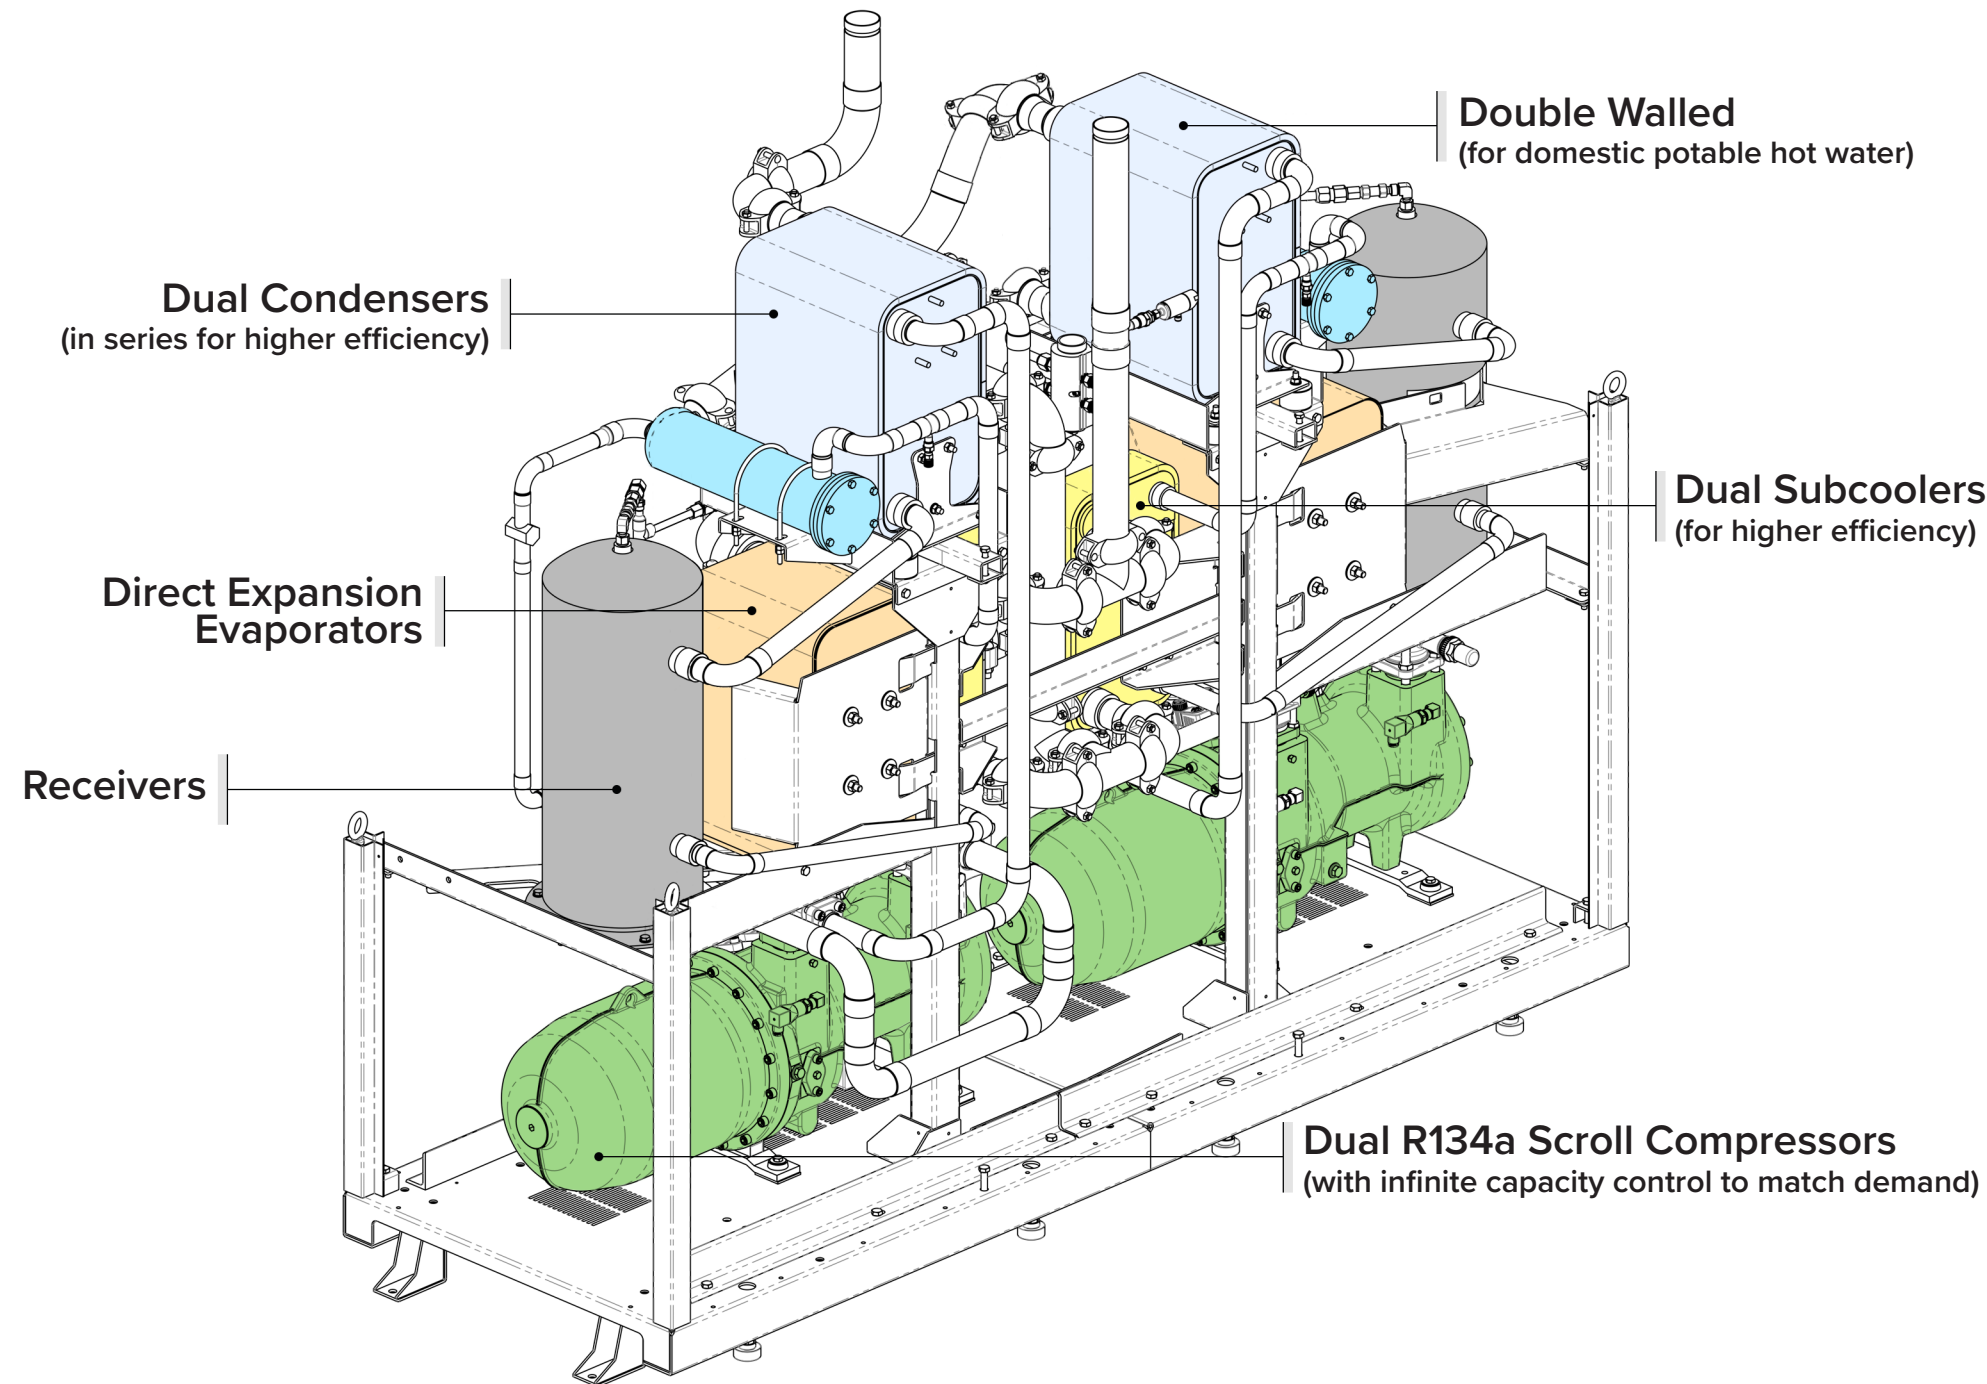 Double Walled
(for domestic potable hot water)
Dual Condensers
(in series for higher efficiency)
Dual Subcoolers
(for higher efficiency)
Direct Expansion
Evaporators
Receivers
Dual R134a Scroll Compressors
(with infinite capacity control to match demand)